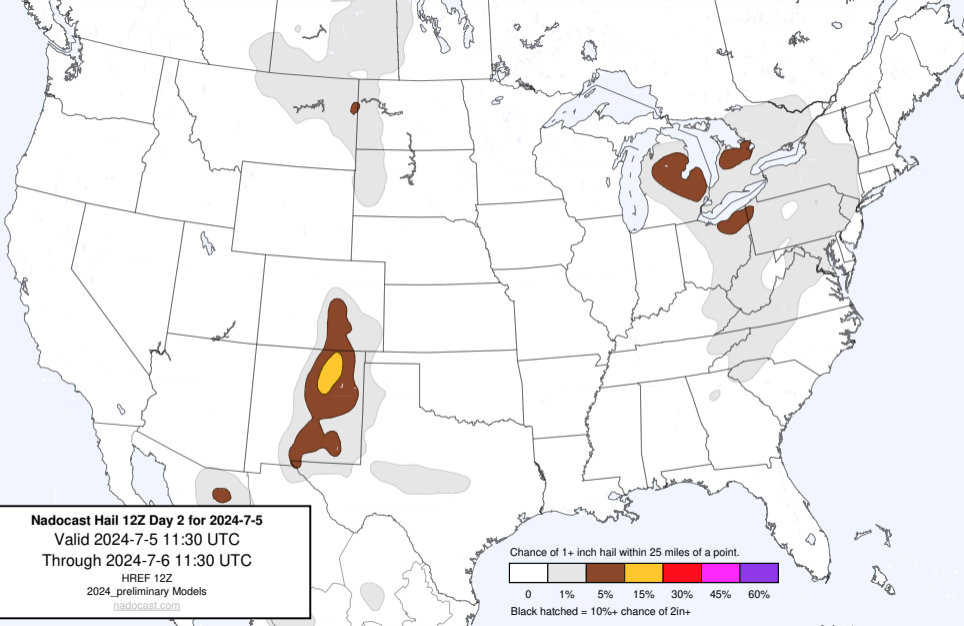 Nadocast Hail 12Z Day 2 for 2024-7-5
Valid 2024-7-5 11:30 UTC
Through 2024-7-6 11:30 UTC
HREF 12Z
2024_preliminary Models
nadocast.com
Chance of 1+ inch hail within 25 miles of a point.
0 1% 5% 15% 30% 45% 60%
Black hatched = 10%+ chance of 2in+